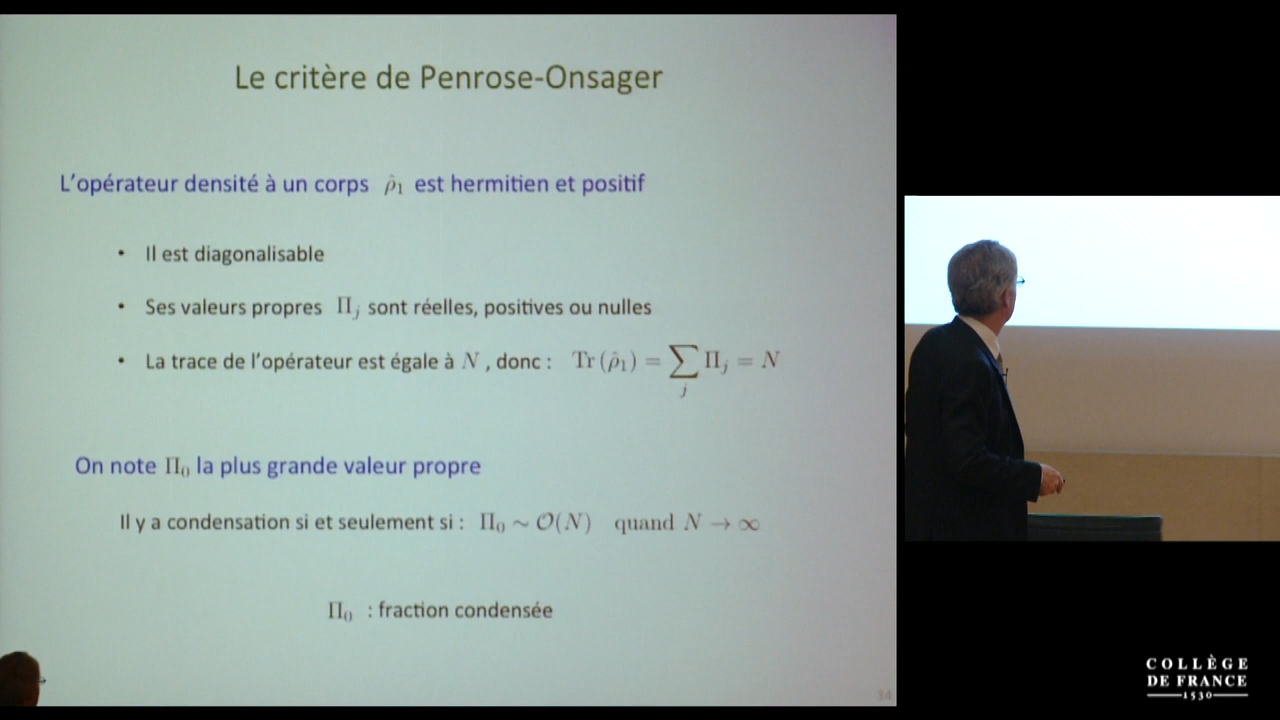 Le critère de Penrose-Onsager
L'opérateur densité à un corps ρ̂₁ est hermitien et positif
• Il est diagonalisable
• Ses valeurs propres Πⱼ sont réelles, positives ou nulles
• La trace de l'opérateur est égale à N , donc : Tr (ρ̂₁) = ∑ⱼ Πⱼ = N
On note Π₀ la plus grande valeur propre
Il y a condensation si et seulement si : Π₀ ∼ 𝒪(N) quand N → ∞
Π₀ : fraction condensée
34
COLLÈGE
DE FRANCE
1530